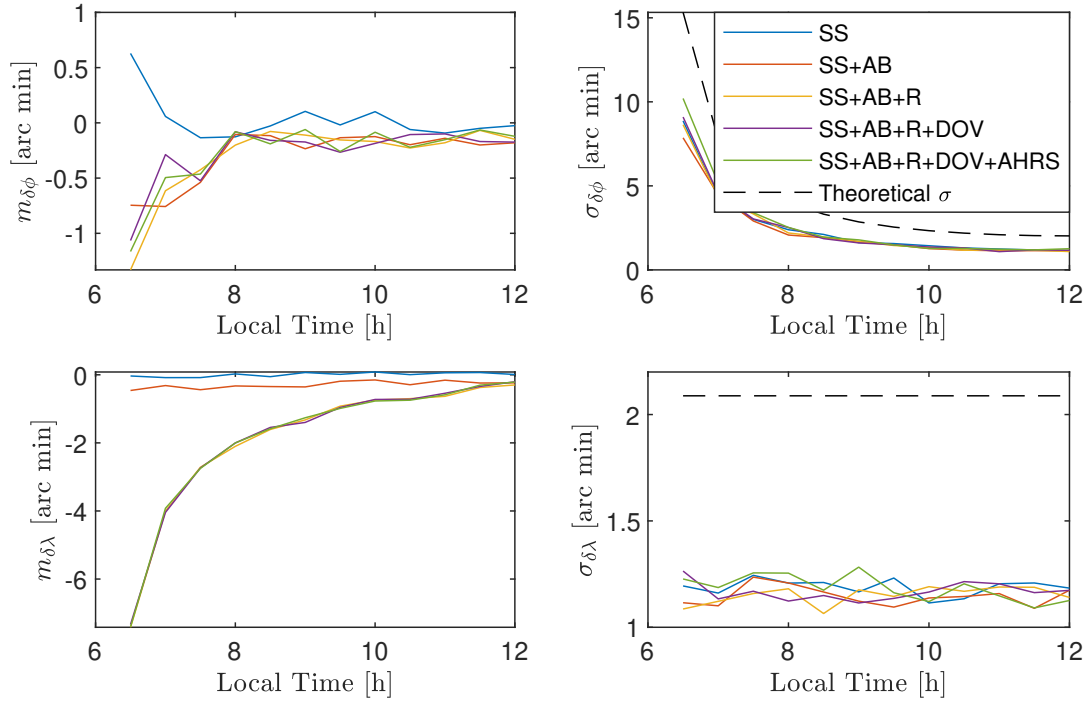 1
0.5
0
-0.5
-1
m_{δϕ} [arc min]
6 8 10 12
Local Time [h]
15
10
5
0
σ_{δϕ} [arc min]
SS
SS+AB
SS+AB+R
SS+AB+R+DOV
SS+AB+R+DOV+AHRS
Theoretical σ
6 8 10 12
Local Time [h]
0
-2
-4
-6
m_{δλ} [arc min]
6 8 10 12
Local Time [h]
2
1.5
1
σ_{δλ} [arc min]
6 8 10 12
Local Time [h]